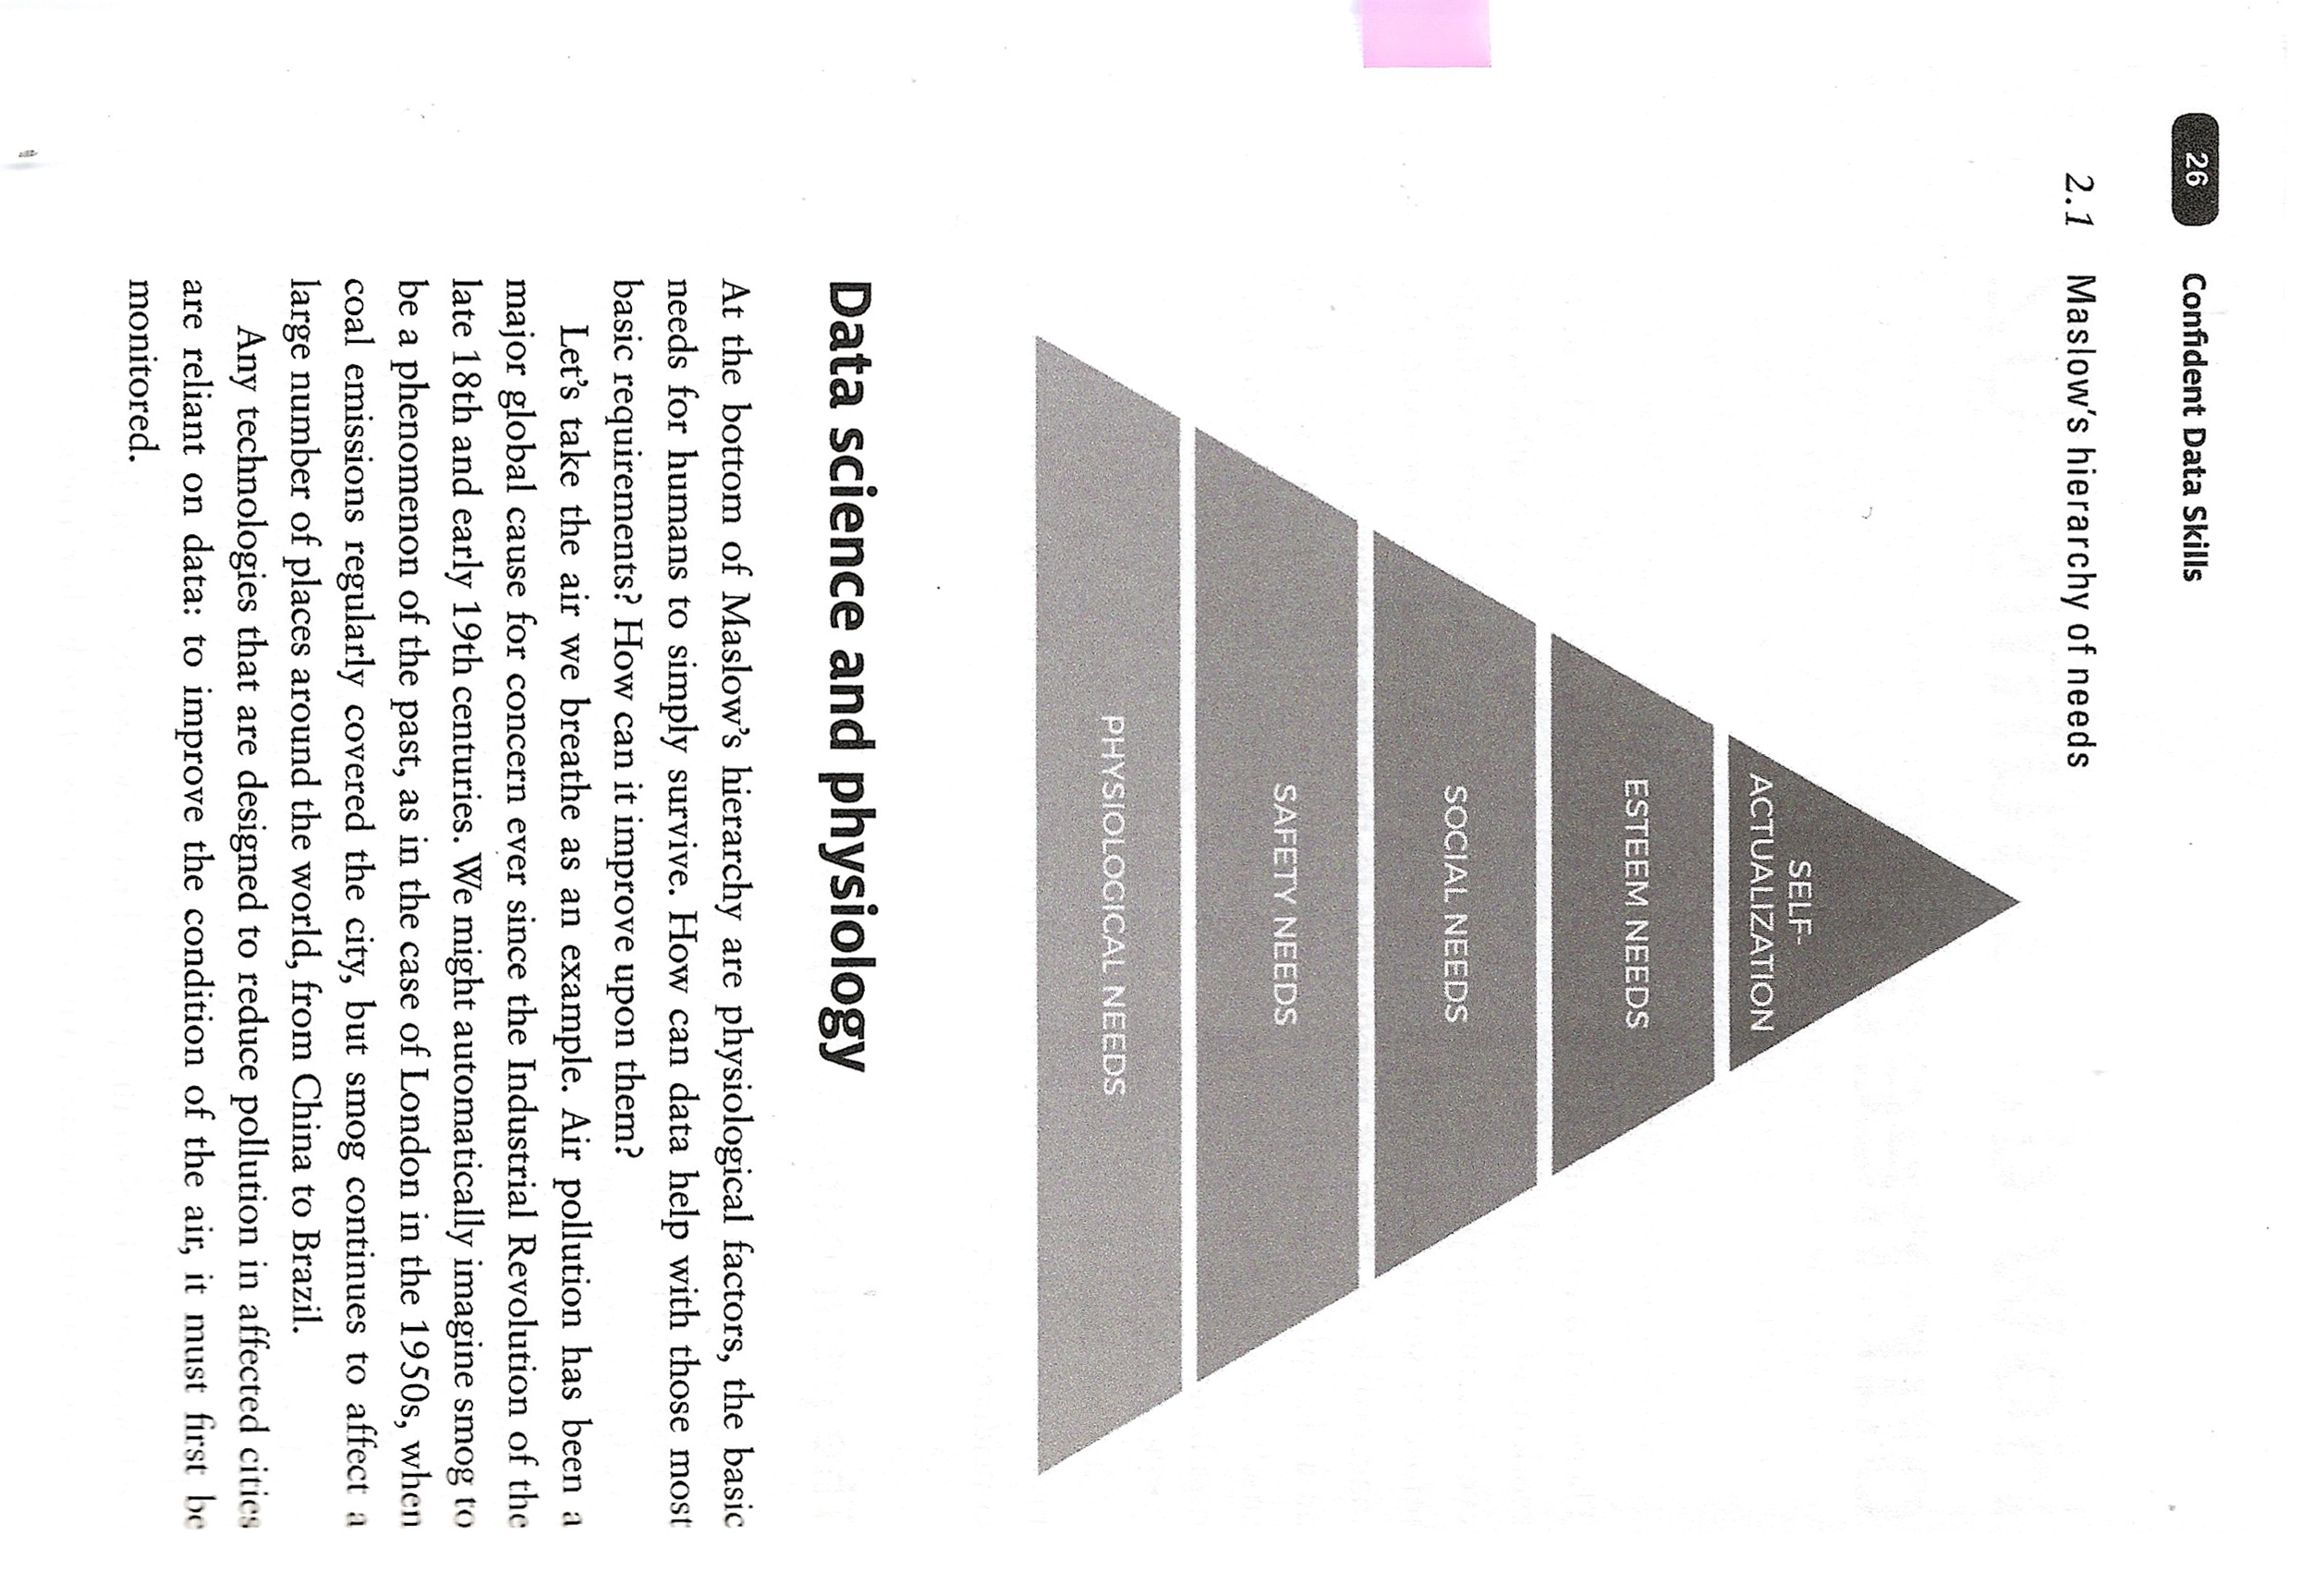 26
Confident Data Skills
2.1 Maslow's hierarchy of needs
SELF-
ACTUALIZATION
ESTEEM NEEDS
SOCIAL NEEDS
SAFETY NEEDS
PHYSIOLOGICAL NEEDS
Data science and physiology
At the bottom of Maslow's hierarchy are physiological factors, the basic
needs for humans to simply survive. How can data help with those most
basic requirements? How can it improve upon them?
Let's take the air we breathe as an example. Air pollution has been a
major global cause for concern ever since the Industrial Revolution of the
late 18th and early 19th centuries. We might automatically imagine smog to
be a phenomenon of the past, as in the case of London in the 1950s, when
coal emissions regularly covered the city, but smog continues to affect a
large number of places around the world, from China to Brazil.
Any technologies that are designed to reduce pollution in affected cities
are reliant on data: to improve the condition of the air, it must first be
monitored.